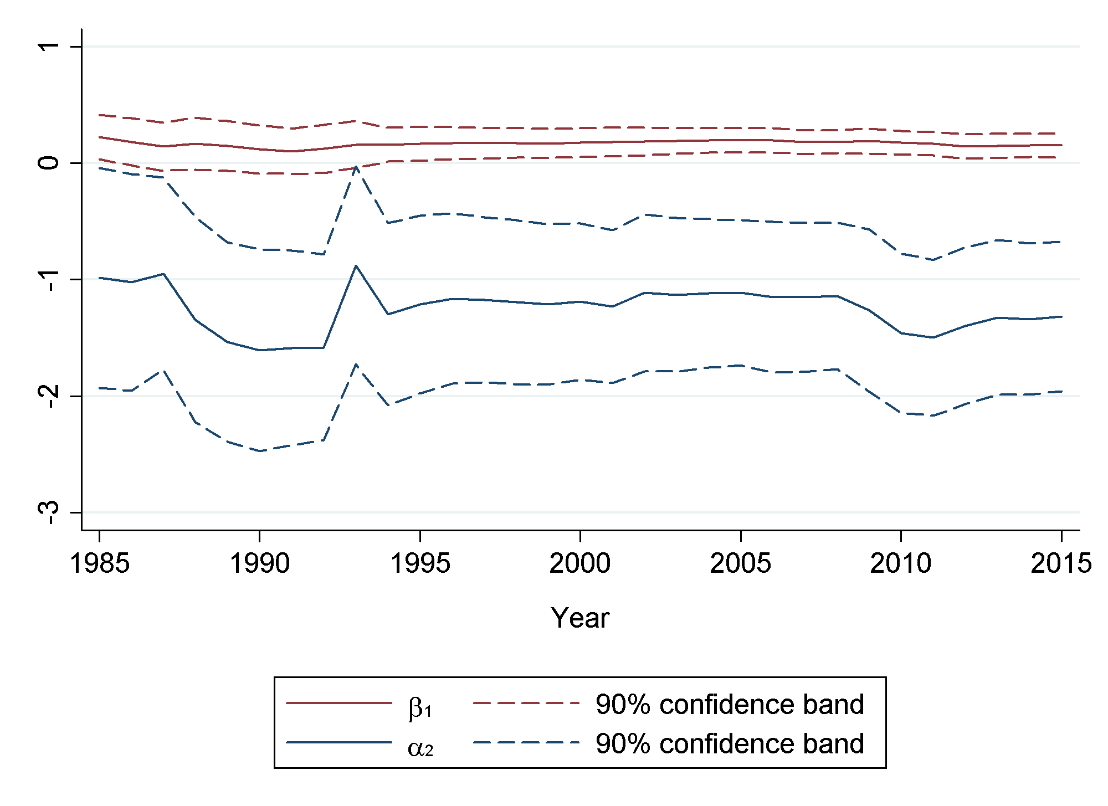 1
0
-1
-2
-3
1985 1990 1995 2000 2005 2010 2015
Year
β₁ 90% confidence band
α₂ 90% confidence band